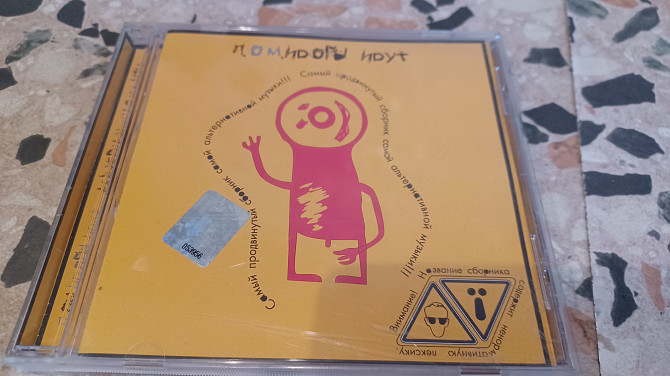 помидоры идут
Самый продвинутый сборник самой альтернативной музыки!!!
Самый продвинутый сборник самой альтернативной музыки!!!
053956
Внимание! Название сборника содержит ненормативную лексику.